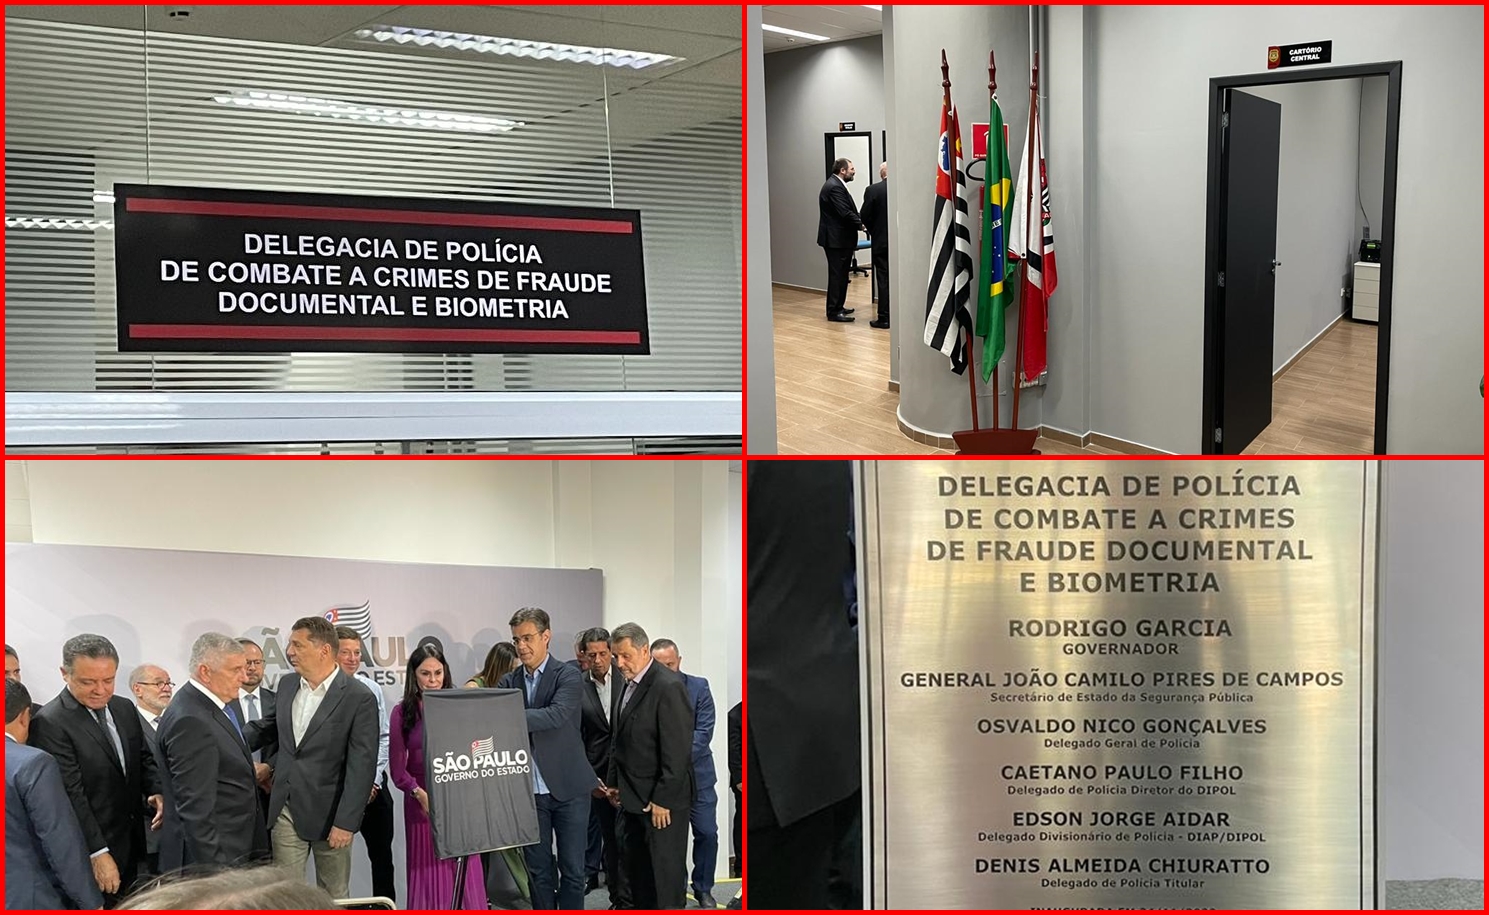 DELEGACIA DE POLÍCIA
DE COMBATE A CRIMES DE FRAUDE
DOCUMENTAL E BIOMETRIA
CARTÓRIO
CENTRAL
SÃO PAULO
GOVERNO DO ESTADO
DELEGACIA DE POLÍCIA
DE COMBATE A CRIMES
DE FRAUDE DOCUMENTAL
E BIOMETRIA
RODRIGO GARCIA
GOVERNADOR
GENERAL JOÃO CAMILO PIRES DE CAMPOS
Secretário de Estado da Segurança Pública
OSVALDO NICO GONÇALVES
Delegado Geral de Polícia
CAETANO PAULO FILHO
Delegado de Polícia Diretor do DIPOL
EDSON JORGE AIDAR
Delegado Divisionário de Polícia - DIAP/DIPOL
DENIS ALMEIDA CHIURATTO
Delegado de Polícia Titular